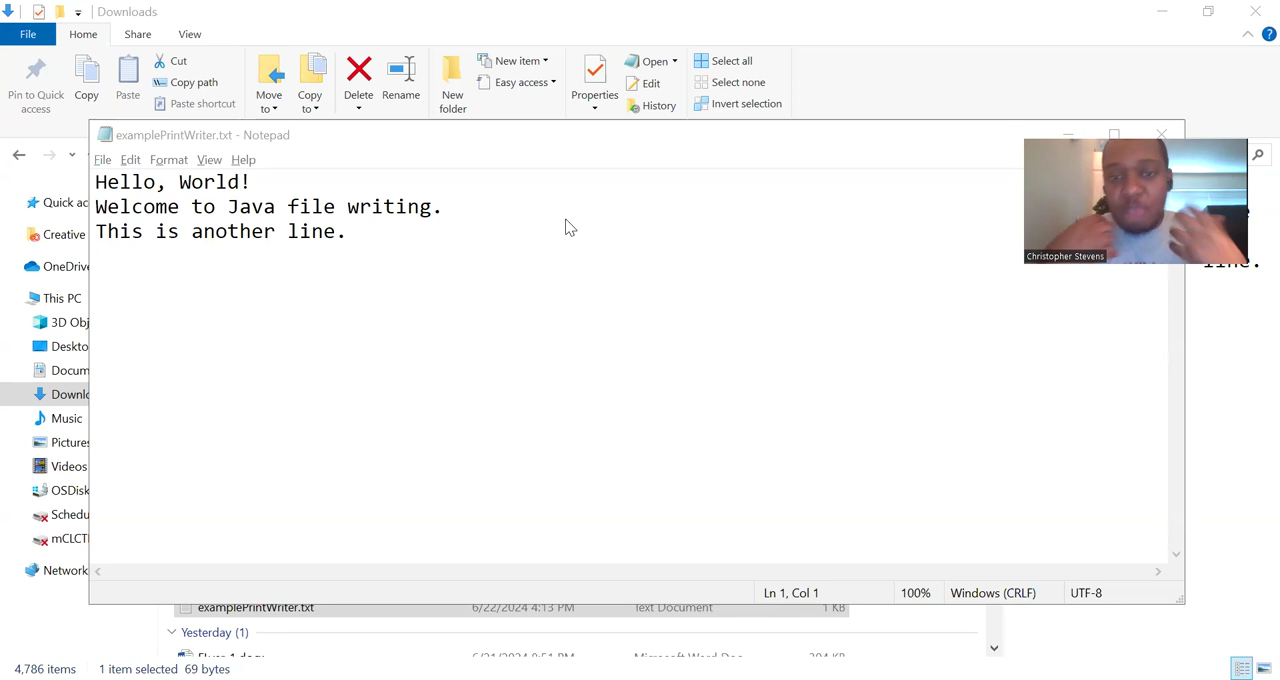 Downloads
File Home Share View
Pin to Quick access
Copy
Paste
Cut
Copy path
Paste shortcut
Move to
Copy to
Delete
Rename
New folder
New item
Easy access
Properties
Open
Edit
History
Select all
Select none
Invert selection
examplePrintWriter.txt - Notepad
File Edit Format View Help
Hello, World!
Welcome to Java file writing.
This is another line.
Christopher Stevens
line.
Quick ac
Creative
OneDrive
This PC
3D Obj
Deskto
Docum
Downlo
Music
Pictures
Videos
OSDisk
Schedu
mCLCT
Network
Ln 1, Col 1
100%
Windows (CRLF)
UTF-8
examplePrintWriter.txt 6/22/2024 4:13 PM Text Document 1 KB
Yesterday (1)
4,786 items 1 item selected 69 bytes